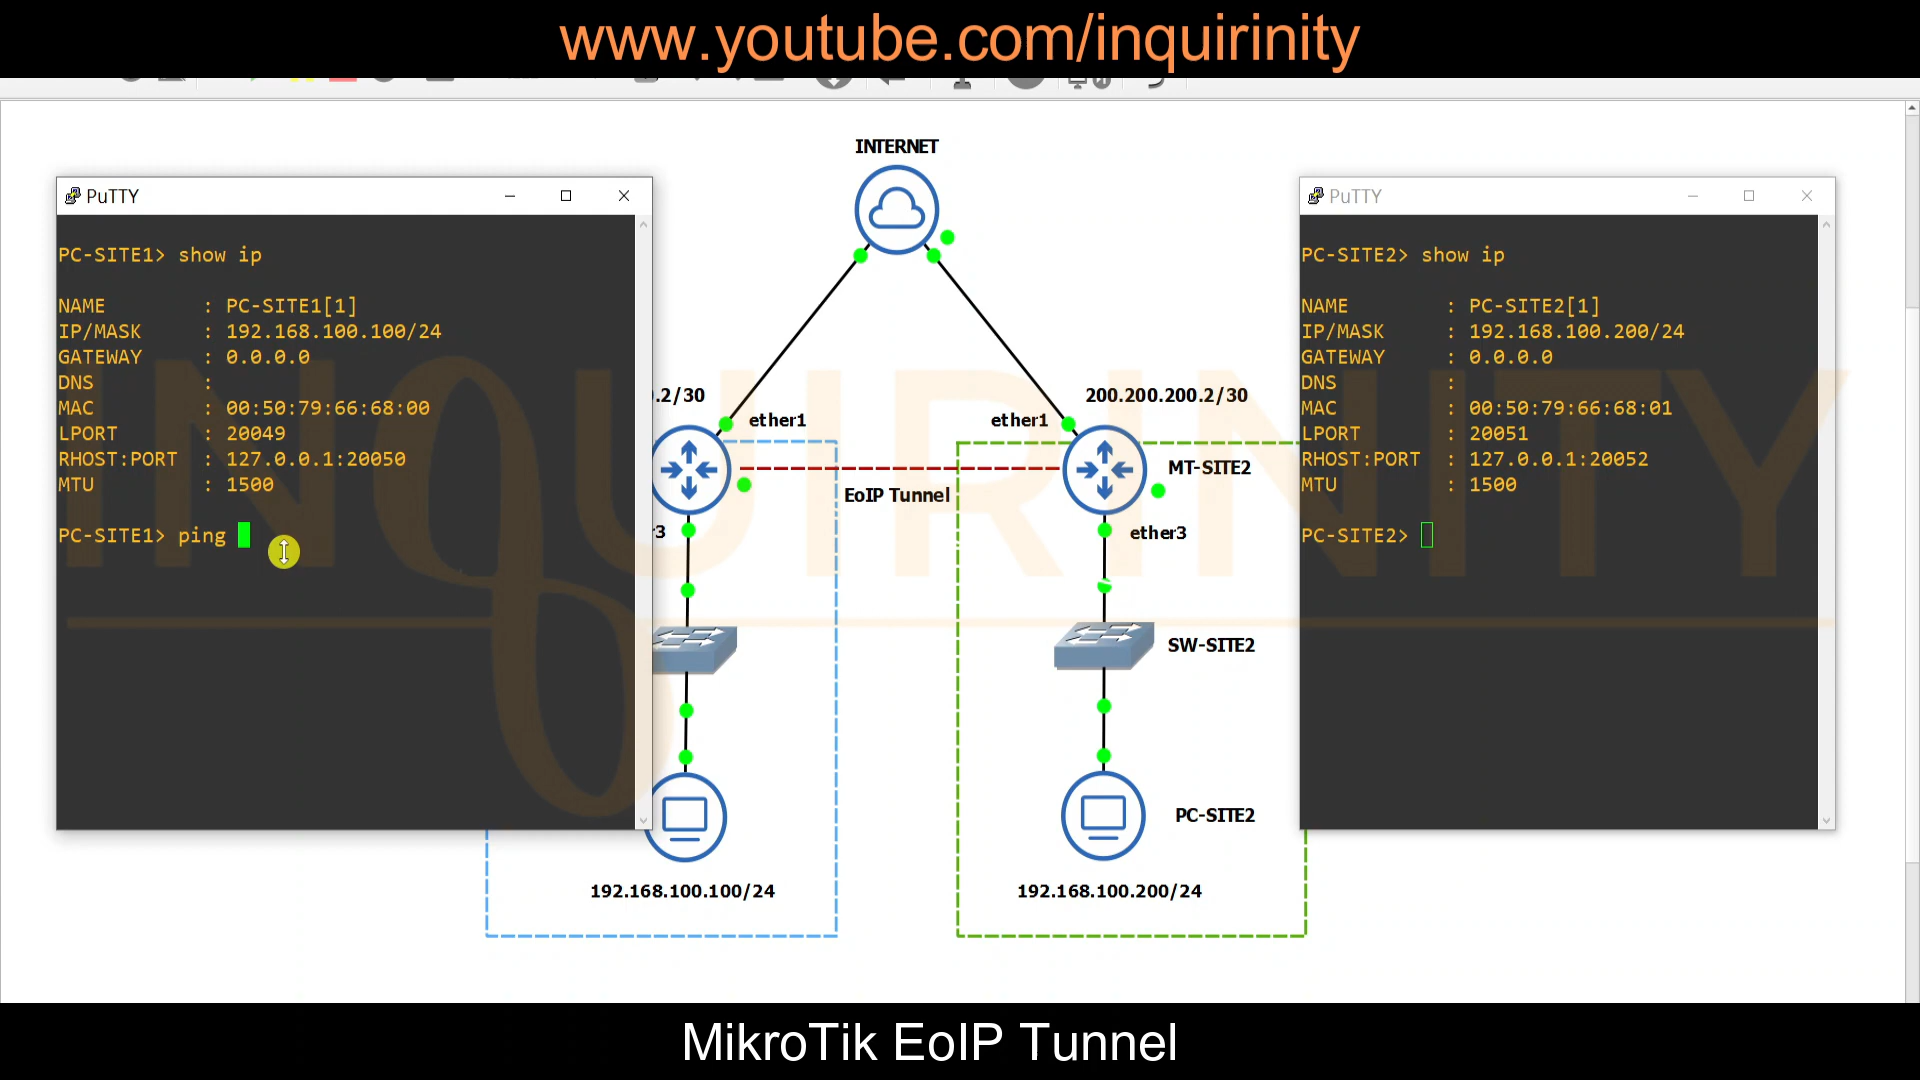 www.youtube.com/inquirinity
INTERNET
PuTTY
PC-SITE1> show ip
NAME : PC-SITE1[1]
IP/MASK : 192.168.100.100/24
GATEWAY : 0.0.0.0
DNS :
MAC : 00:50:79:66:68:00
LPORT : 20049
RHOST:PORT : 127.0.0.1:20050
MTU : 1500
PC-SITE1> ping
.2/30
ether1
ether1
200.200.200.2/30
MT-SITE2
EoIP Tunnel
3
ether3
SW-SITE2
PC-SITE2
192.168.100.100/24
192.168.100.200/24
PuTTY
PC-SITE2> show ip
NAME : PC-SITE2[1]
IP/MASK : 192.168.100.200/24
GATEWAY : 0.0.0.0
DNS :
MAC : 00:50:79:66:68:01
LPORT : 20051
RHOST:PORT : 127.0.0.1:20052
MTU : 1500
PC-SITE2>
INQUIRINITY
MikroTik EoIP Tunnel